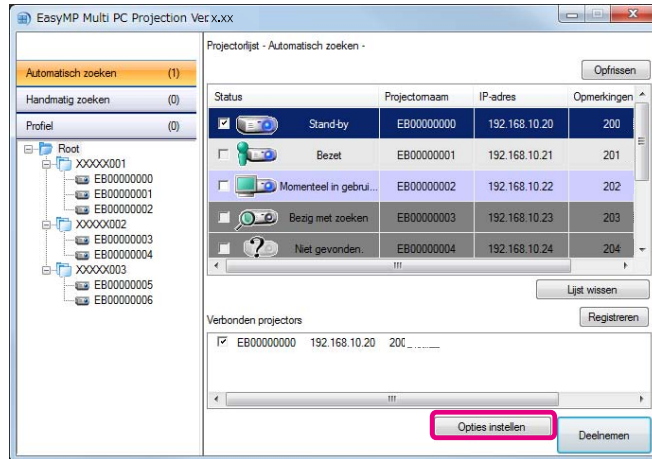 EasyMP Multi PC Projection Ver.x.xx
Projectorlijst - Automatisch zoeken -
Automatisch zoeken (1)
Handmatig zoeken (0)
Profiel (0)
Root
XXXXX001
EB00000000
EB00000001
EB00000002
XXXXX002
EB00000003
EB00000004
XXXXX003
EB00000005
EB00000006
Opfrissen
Status Projectornaam IP-adres Opmerkingen
Stand-by EB00000000 192.168.10.20 200
Bezet EB00000001 192.168.10.21 201
Momenteel in gebrui... EB00000002 192.168.10.22 202
Bezig met zoeken EB00000003 192.168.10.23 203
Niet gevonden. EB00000004 192.168.10.24 204
Lijst wissen
Verbonden projectors
Registreren
EB00000000 192.168.10.20 200
Opties instellen
Deelnemen